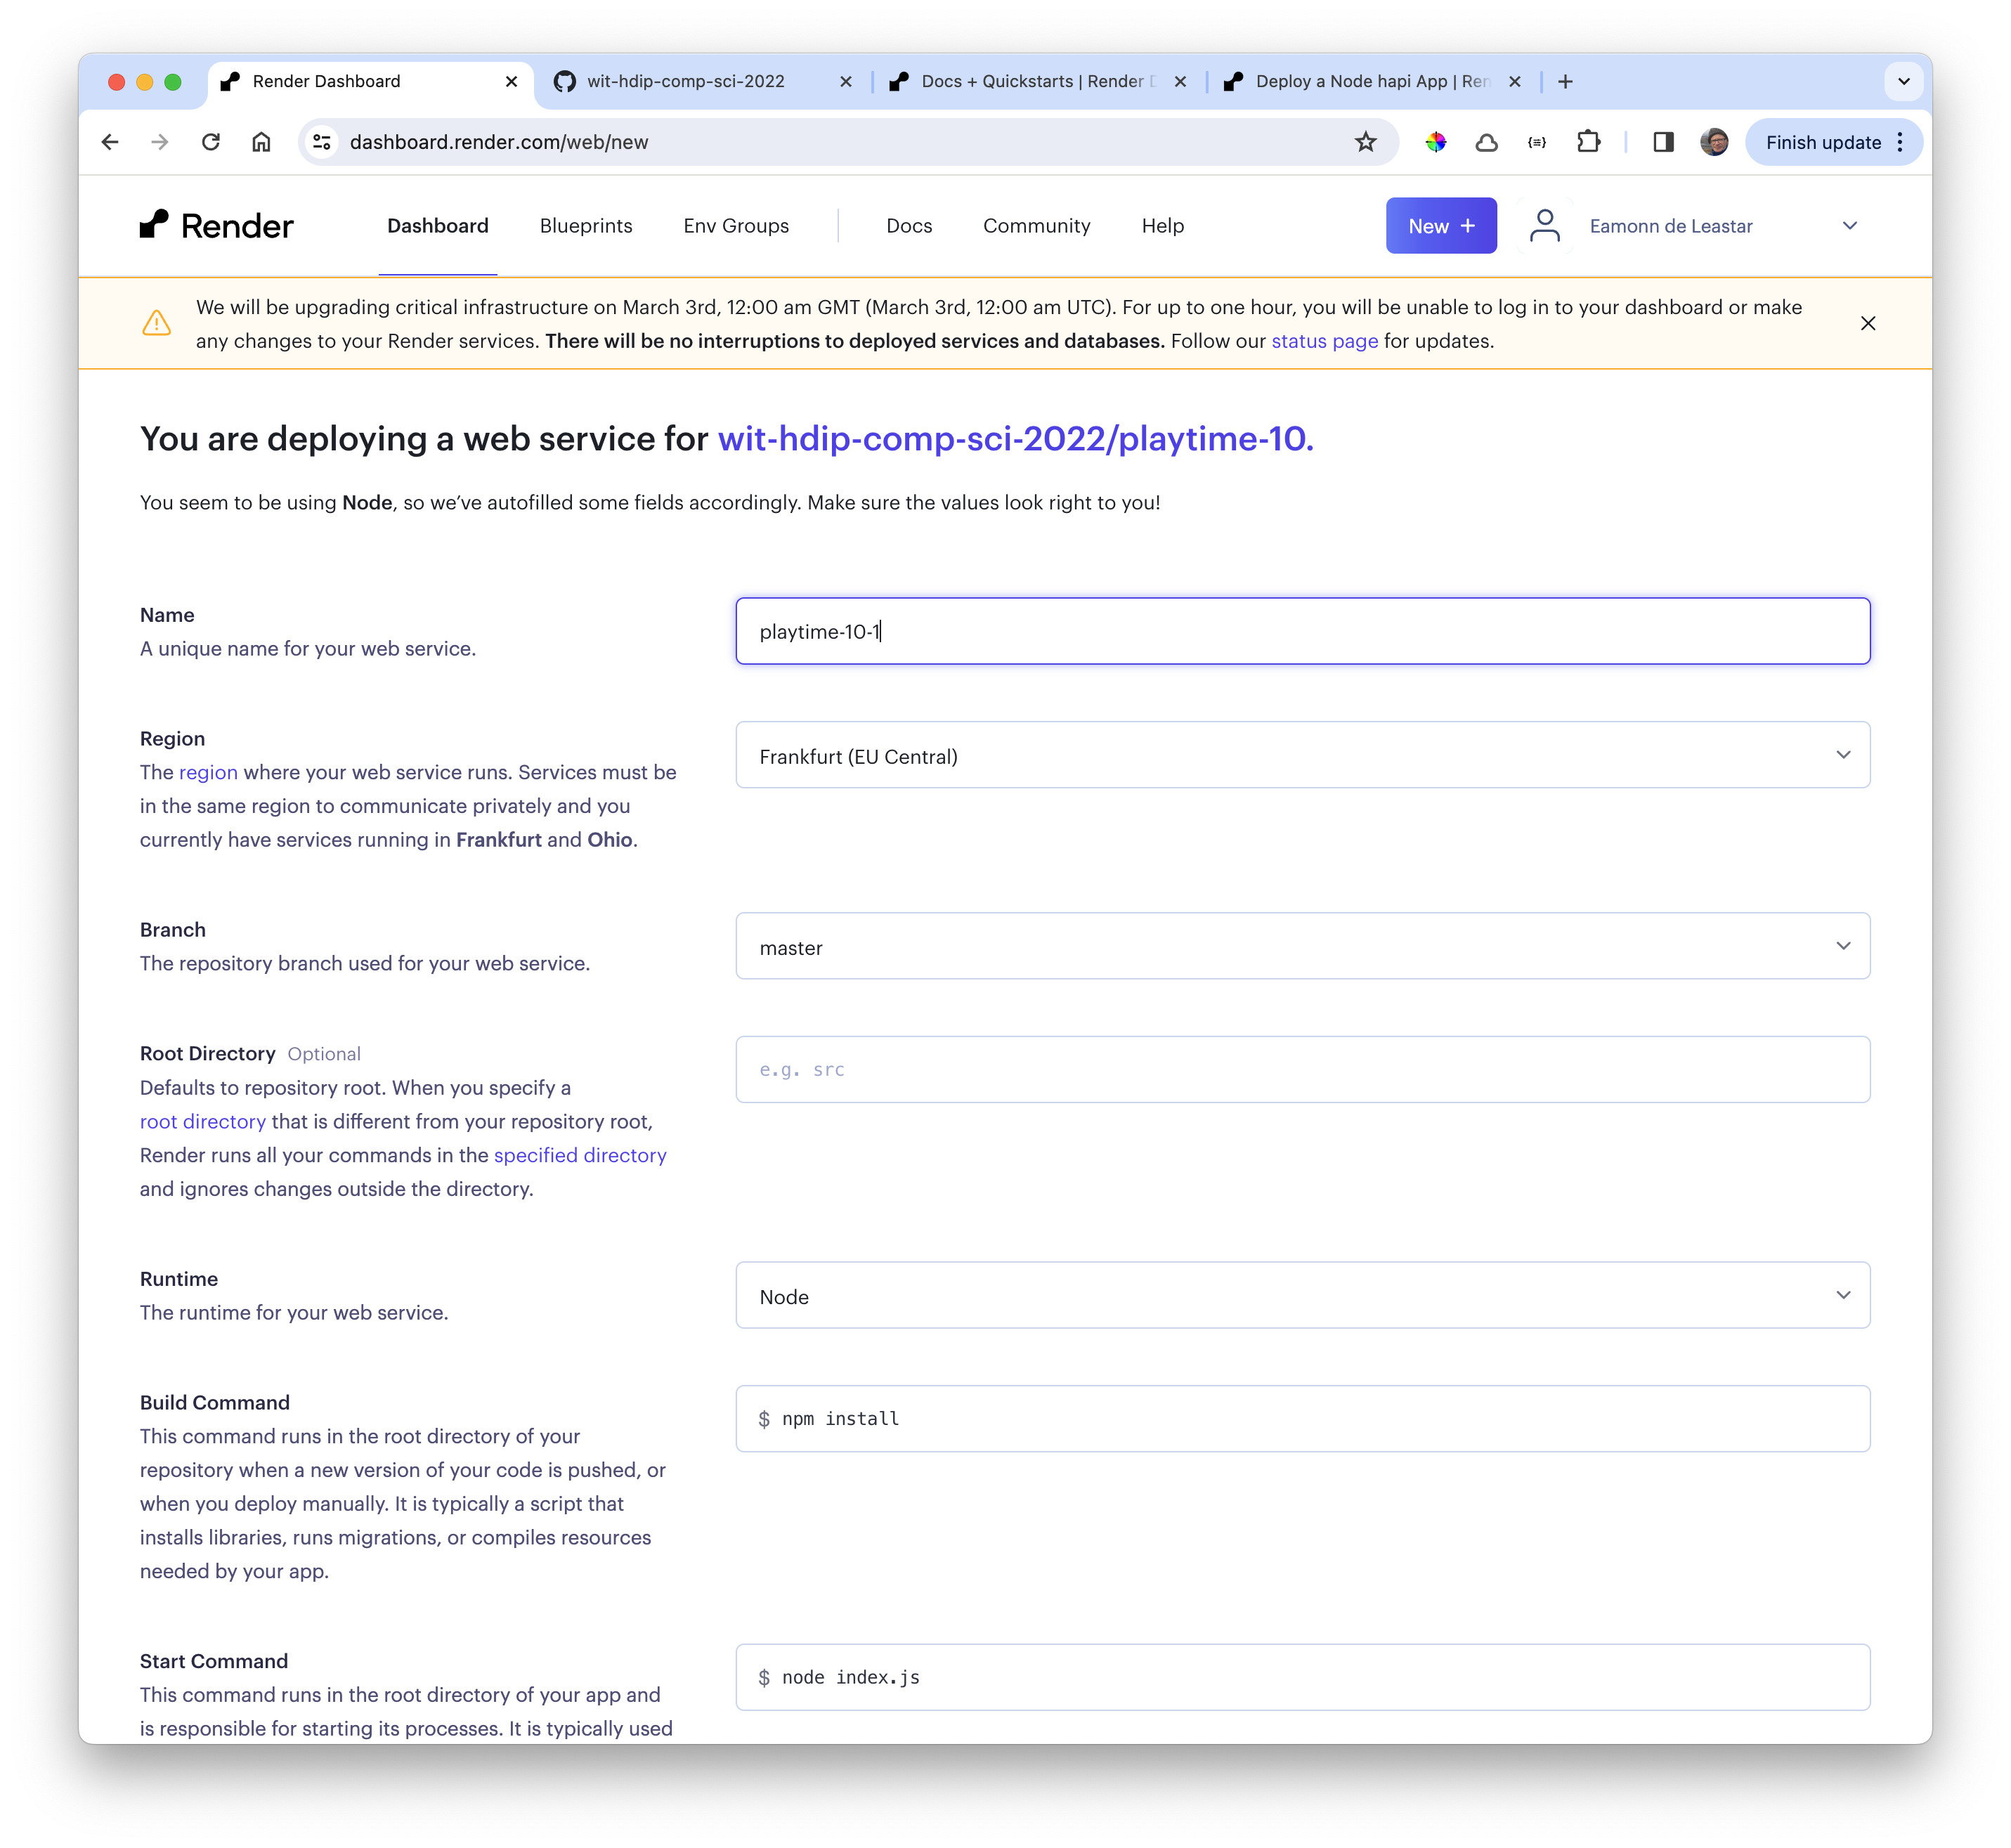 Render Dashboard
wit-hdip-comp-sci-2022
Docs + Quickstarts | Render
Deploy a Node hapi App | Ren
dashboard.render.com/web/new
Finish update
Render
Dashboard
Blueprints
Env Groups
Docs
Community
Help
New +
Eamonn de Leastar
We will be upgrading critical infrastructure on March 3rd, 12:00 am GMT (March 3rd, 12:00 am UTC). For up to one hour, you will be unable to log in to your dashboard or make
any changes to your Render services. There will be no interruptions to deployed services and databases. Follow our status page for updates.
You are deploying a web service for wit-hdip-comp-sci-2022/playtime-10.
You seem to be using Node, so we’ve autofilled some fields accordingly. Make sure the values look right to you!
Name
A unique name for your web service.
playtime-10-1
Region
The region where your web service runs. Services must be
in the same region to communicate privately and you
currently have services running in Frankfurt and Ohio.
Frankfurt (EU Central)
Branch
The repository branch used for your web service.
master
Root Directory Optional
Defaults to repository root. When you specify a
root directory that is different from your repository root,
Render runs all your commands in the specified directory
and ignores changes outside the directory.
e.g. src
Runtime
The runtime for your web service.
Node
Build Command
This command runs in the root directory of your
repository when a new version of your code is pushed, or
when you deploy manually. It is typically a script that
installs libraries, runs migrations, or compiles resources
needed by your app.
$ npm install
Start Command
This command runs in the root directory of your app and
is responsible for starting its processes. It is typically used
$ node index.js